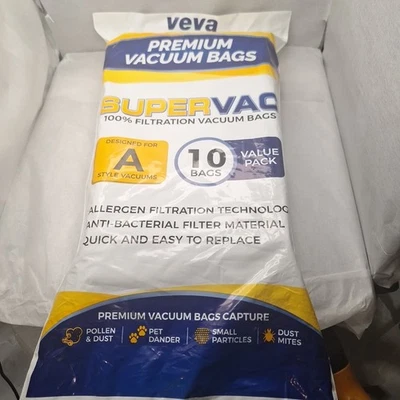 veva
PREMIUM
VACUUM BAGS
SUPERVAC
100% FILTRATION VACUUM BAGS
DESIGNED FOR
A
STYLE VACUUMS
10
BAGS
VALUE
PACK
ALLERGEN FILTRATION TECHNOLOG
ANTI-BACTERIAL FILTER MATERIAL
QUICK AND EASY TO REPLACE
PREMIUM VACUUM BAGS CAPTURE
POLLEN
& DUST
PET
DANDER
SMALL
PARTICLES
DUST
MITES